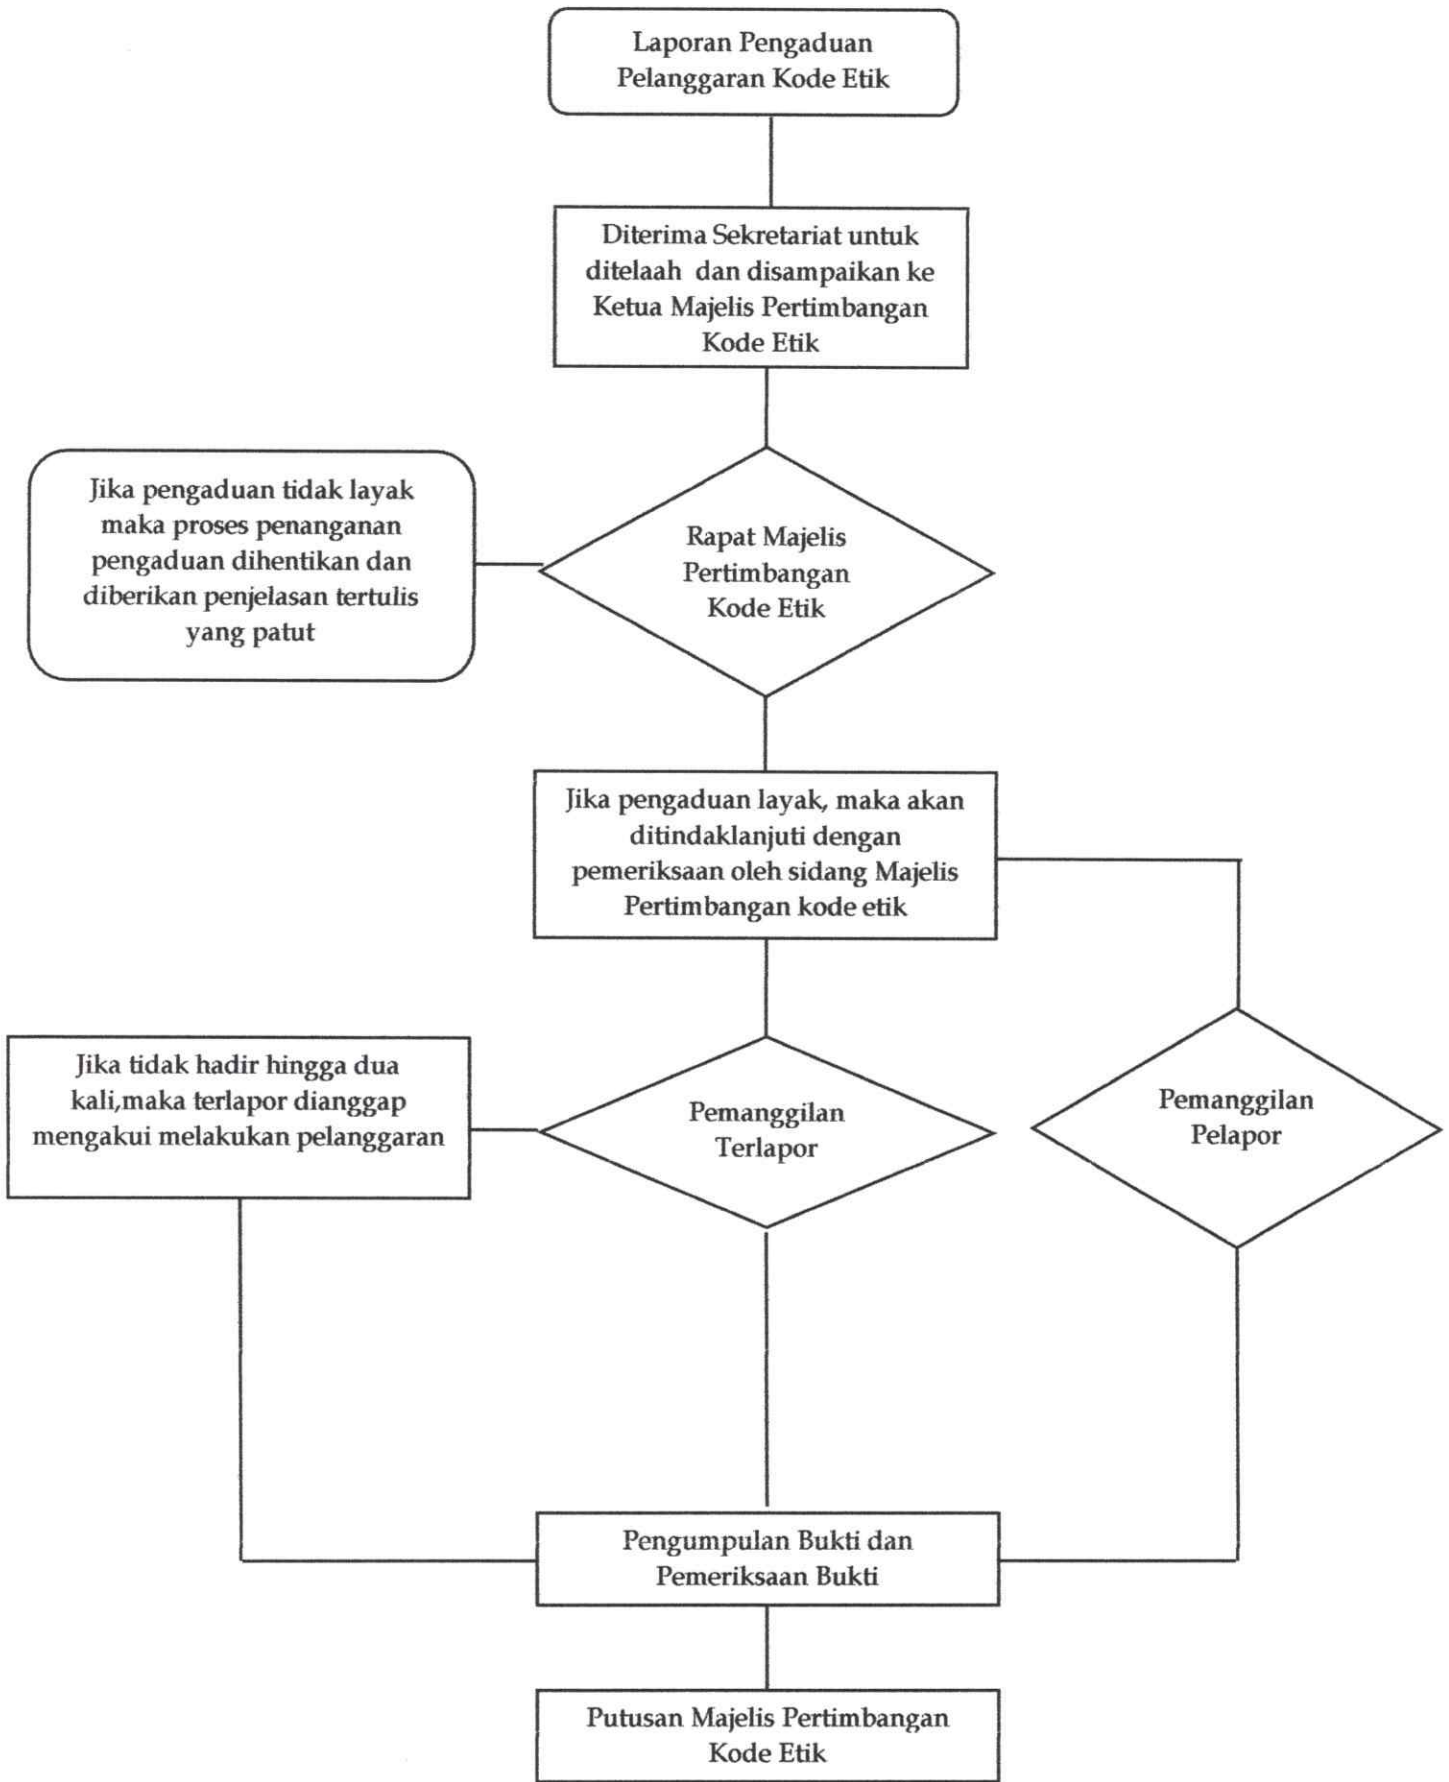 Laporan Pengaduan
Pelanggaran Kode Etik
Diterima Sekretariat untuk
ditelaah dan disampaikan ke
Ketua Majelis Pertimbangan
Kode Etik
Jika pengaduan tidak layak
maka proses penanganan
pengaduan dihentikan dan
diberikan penjelasan tertulis
yang patut
Rapat Majelis
Pertimbangan
Kode Etik
Jika pengaduan layak, maka akan
ditindaklanjuti dengan
pemeriksaan oleh sidang Majelis
Pertimbangan kode etik
Jika tidak hadir hingga dua
kali,maka terlapor dianggap
mengakui melakukan pelanggaran
Pemanggilan
Terlapor
Pemanggilan
Pelapor
Pengumpulan Bukti dan
Pemeriksaan Bukti
Putusan Majelis Pertimbangan
Kode Etik